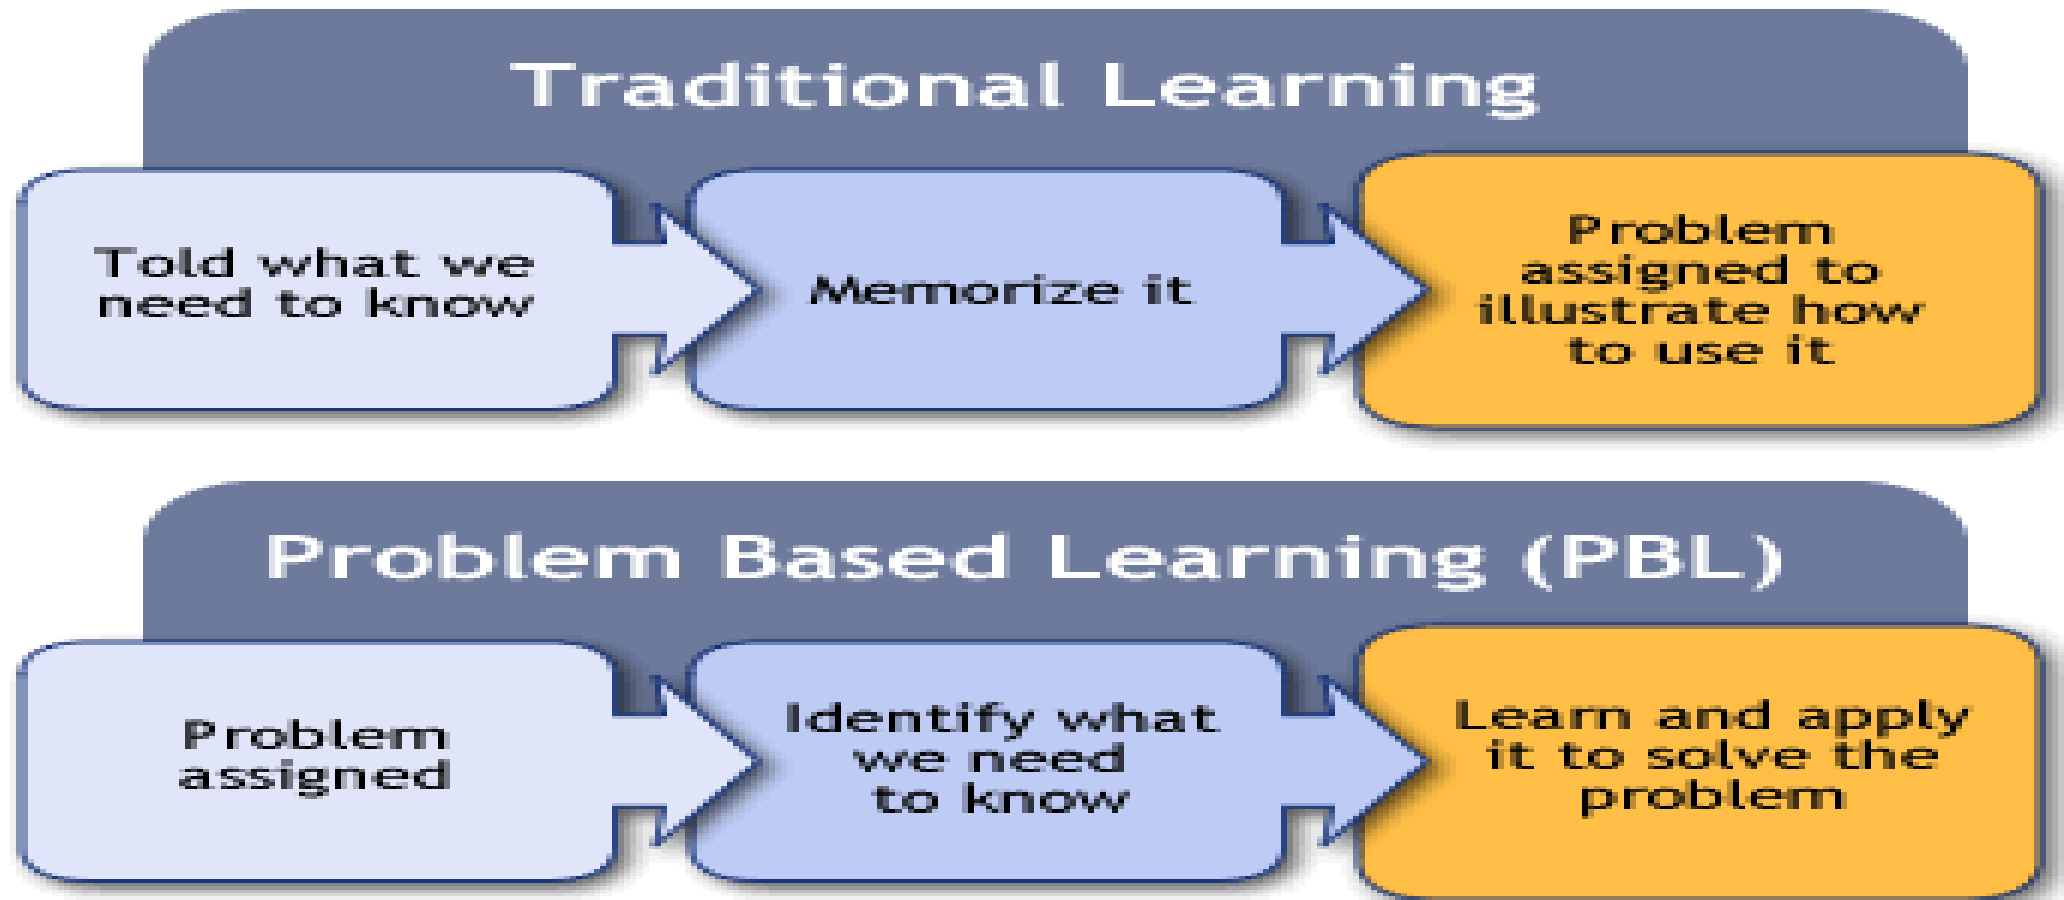 Traditional Learning
Told what we
need to know
Memorize it
Problem
assigned to
illustrate how
to use it
Problem Based Learning (PBL)
Problem
assigned
Identify what
we need
to know
Learn and apply
it to solve the
problem